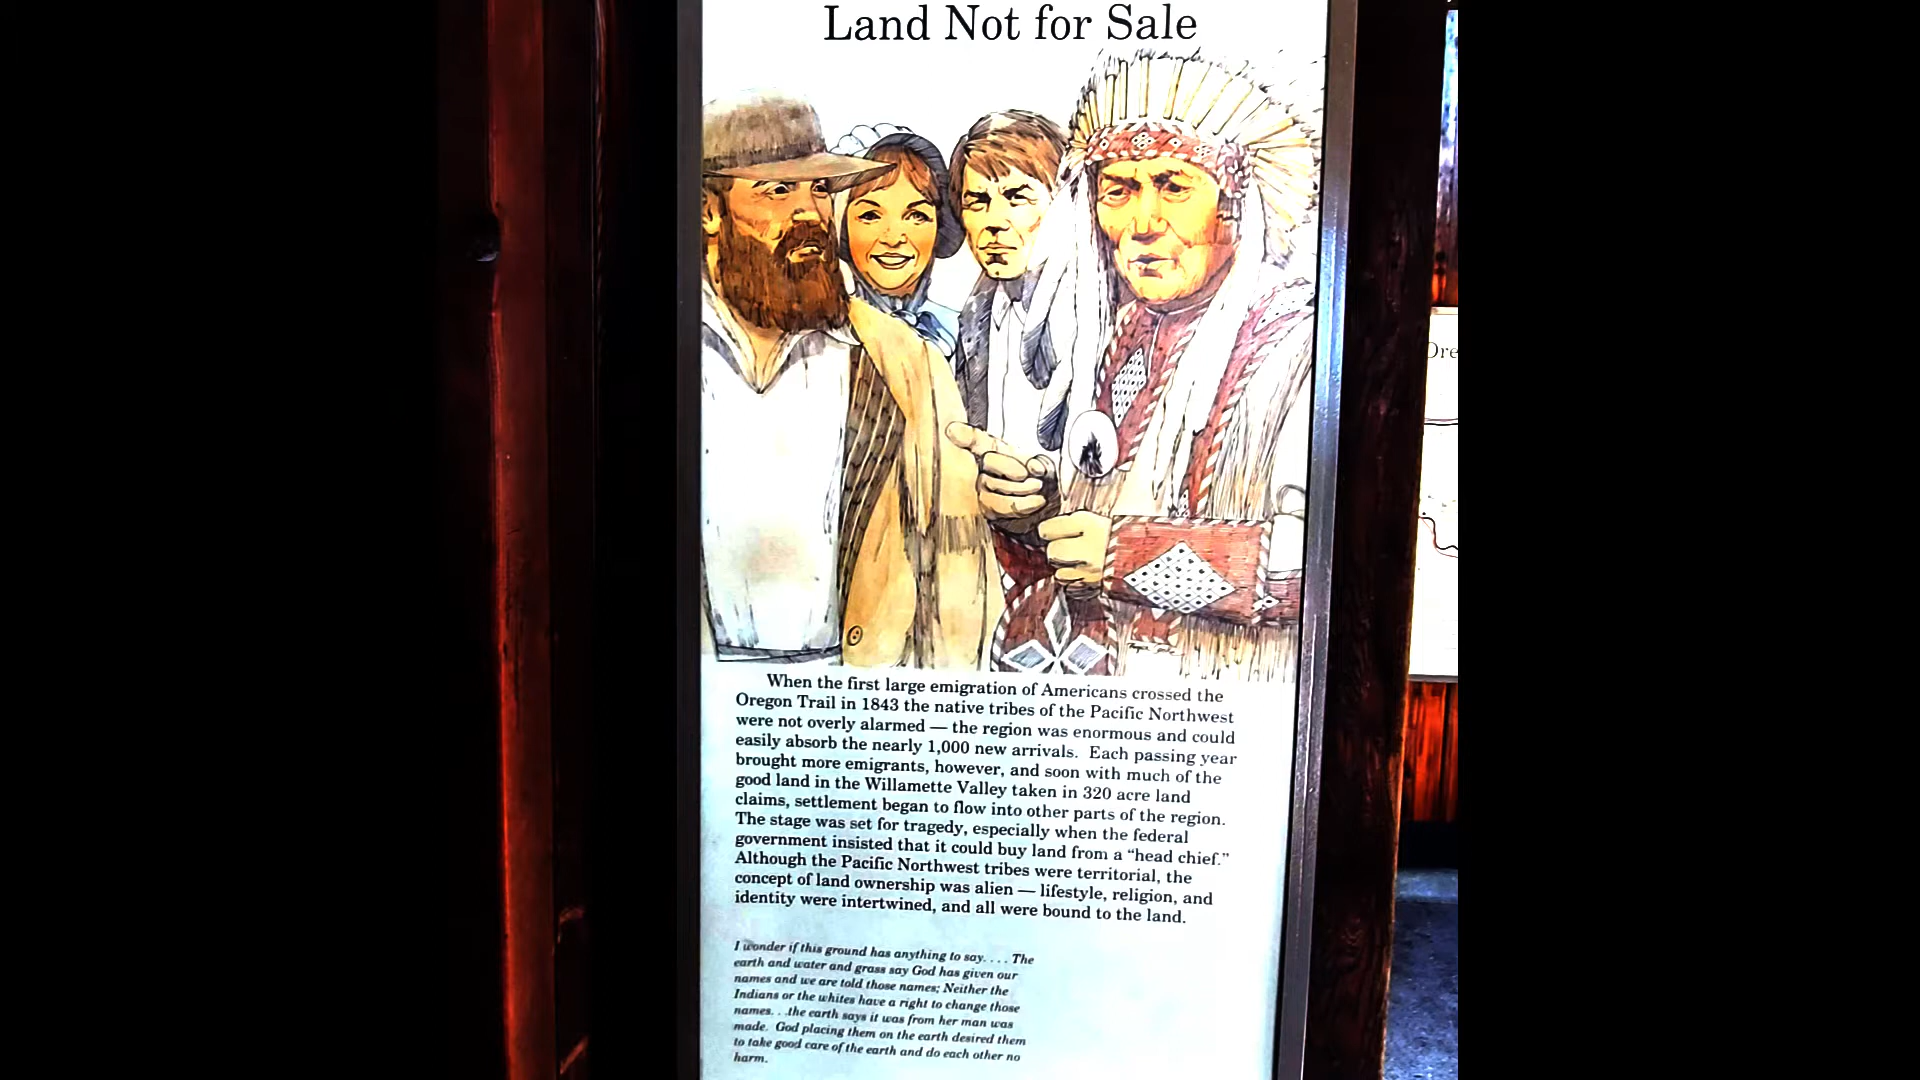 Land Not for Sale
When the first large emigration of Americans crossed the
Oregon Trail in 1843 the native tribes of the Pacific Northwest
were not overly alarmed — the region was enormous and could
easily absorb the nearly 1,000 new arrivals. Each passing year
brought more emigrants, however, and soon with much of the
good land in the Willamette Valley taken in 320 acre land
claims, settlement began to flow into other parts of the region.
The stage was set for tragedy, especially when the federal
government insisted that it could buy land from a “head chief.”
Although the Pacific Northwest tribes were territorial, the
concept of land ownership was alien — lifestyle, religion, and
identity were intertwined, and all were bound to the land.
I wonder if this ground has anything to say. . . . The
earth and water and grass say God has given our
names and we are told those names; Neither the
Indians or the whites have a right to change those
names. . .the earth says it was from her man was
made. God placing them on the earth desired them
to take good care of the earth and do each other no
harm.
Ore